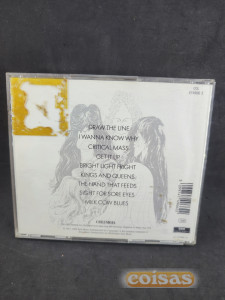 DRAW THE LINE
I WANNA KNOW WHY
CRITICAL MASS
GET IT UP
BRIGHT LIGHT FRIGHT
KINGS AND QUEENS
THE HAND THAT FEEDS
SIGHT FOR SORE EYES
MILK COW BLUES
coisas